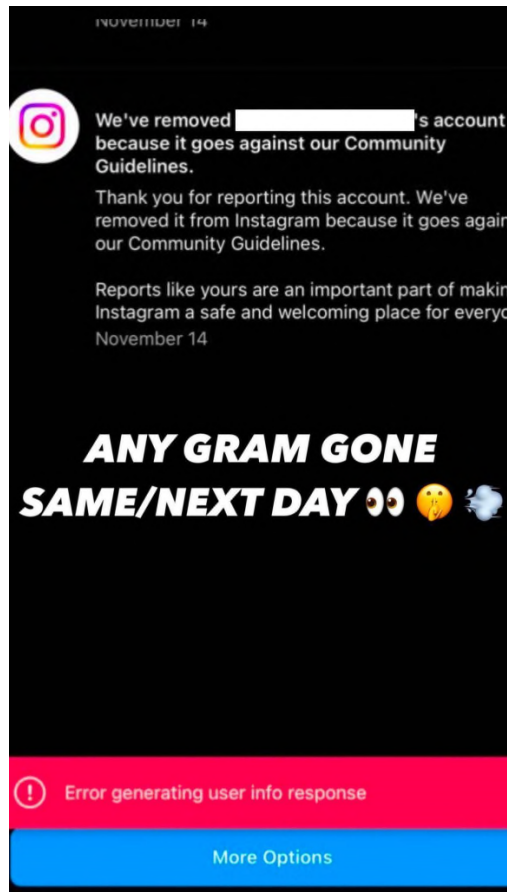 November 14
We've removed 's account
because it goes against our Community
Guidelines.
Thank you for reporting this account. We've
removed it from Instagram because it goes again
our Community Guidelines.
Reports like yours are an important part of makin
Instagram a safe and welcoming place for everyo
November 14
ANY GRAM GONE
SAME/NEXT DAY 👀 🤫 💨
Error generating user info response
More Options